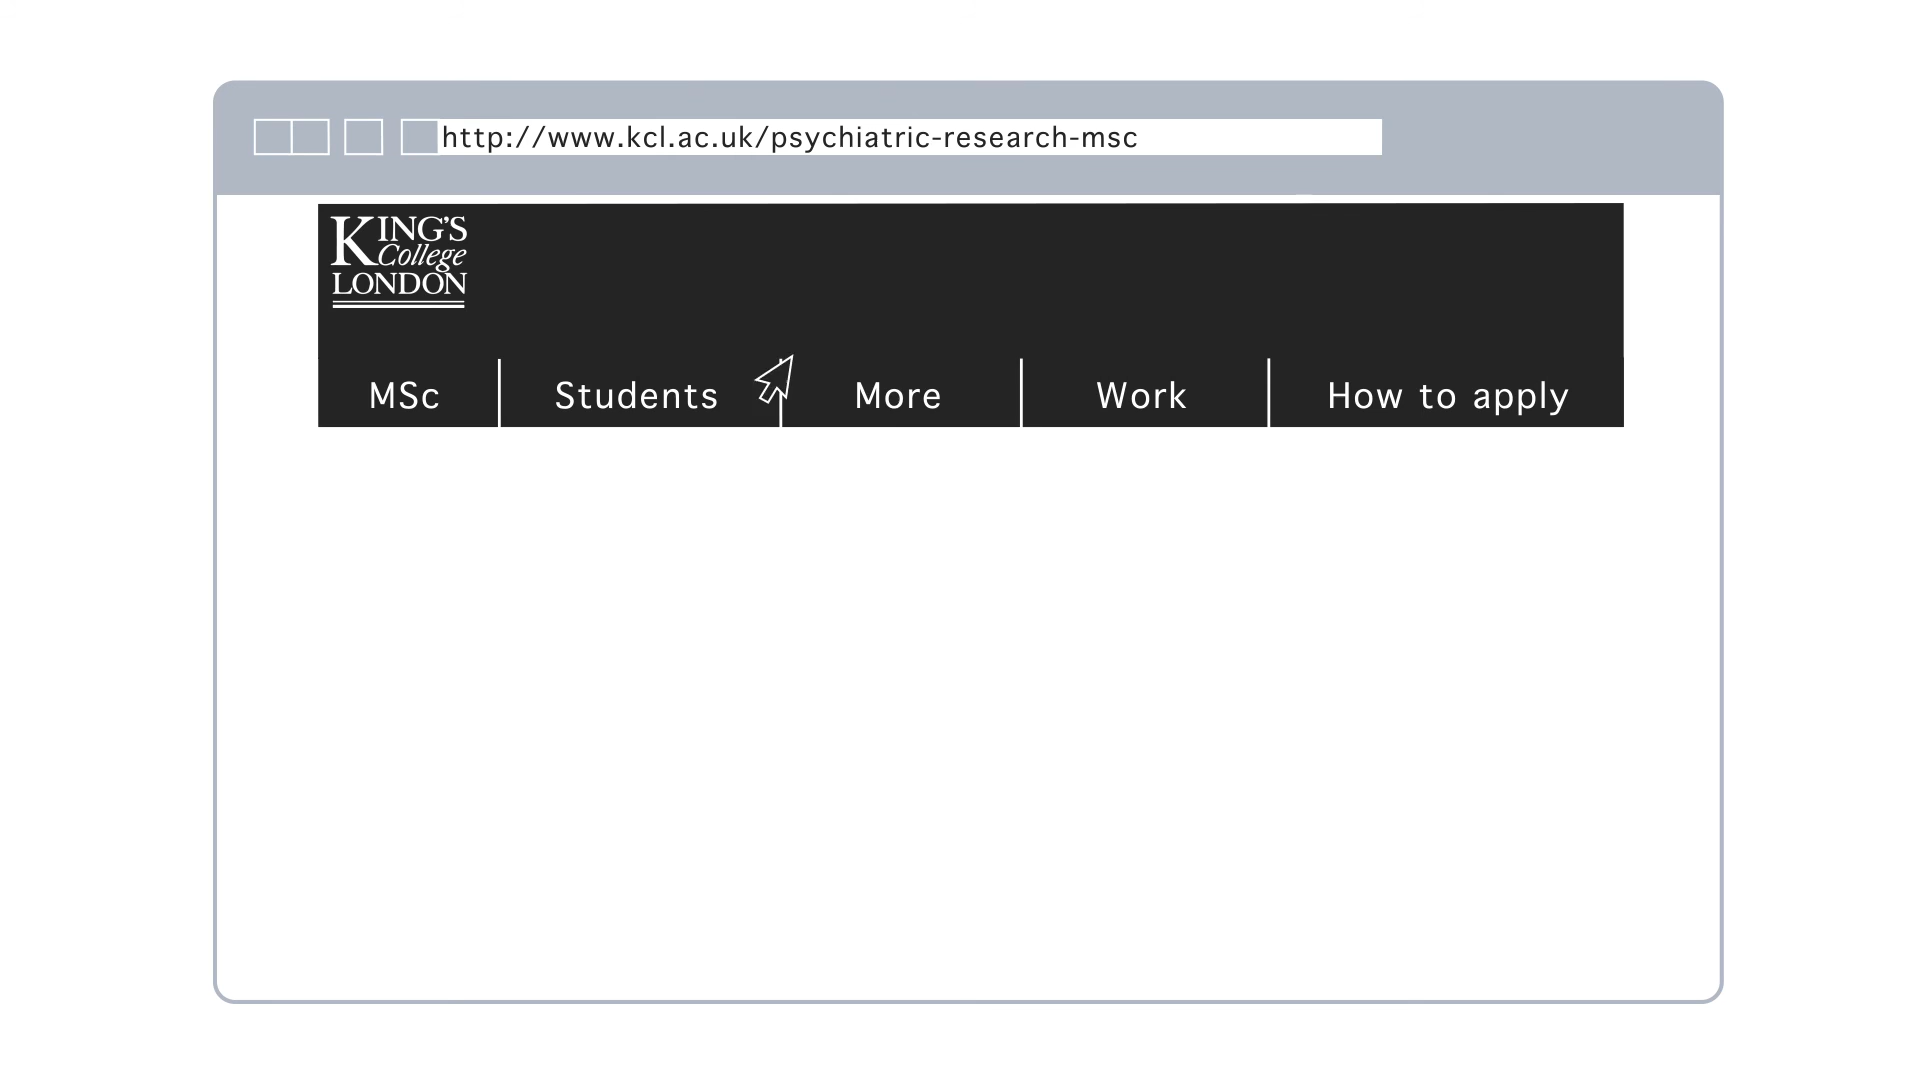 http://www.kcl.ac.uk/psychiatric-research-msc
KING'S
College
LONDON
MSc
Students
More
Work
How to apply